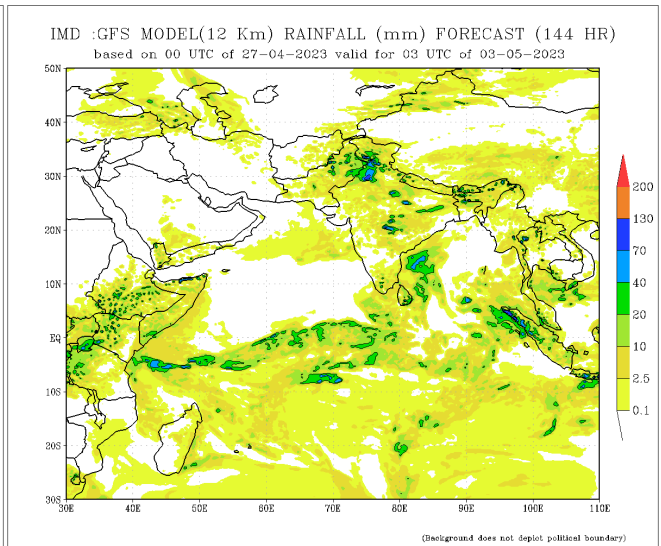 IMD :GFS MODEL(12 Km) RAINFALL (mm) FORECAST (144 HR)
based on 00 UTC of 27-04-2023 valid for 03 UTC of 03-05-2023
50N
40N
30N
20N
10N
EQ
10S
20S
30S
30E 40E 50E 60E 70E 80E 90E 100E 110E
200
130
70
40
20
10
2.5
0.1
(Background does not depict political boundary)